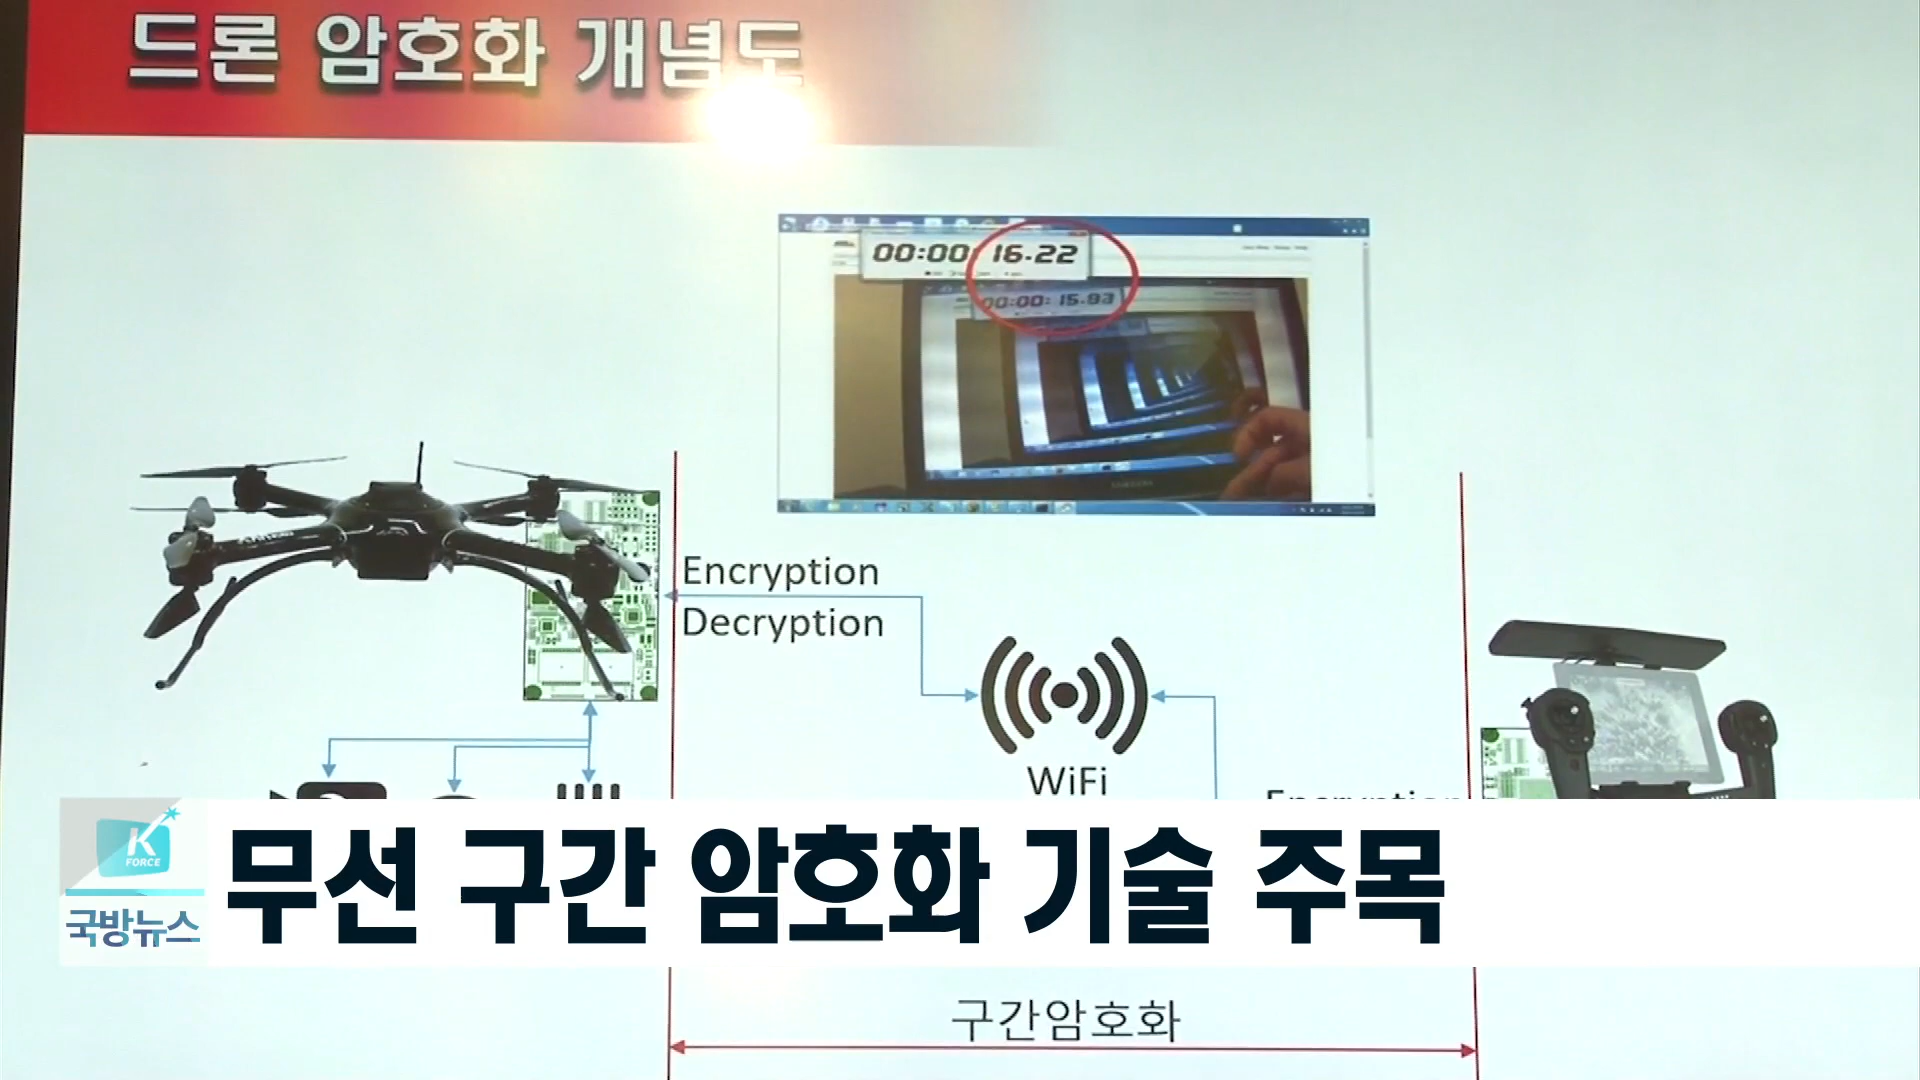 드론 암호화 개념도
00:00:16.22
00:00:15.93
SAMSUNG
Encryption
Decryption
WiFi
Encryption
K
FORCE
국방뉴스
무선 구간 암호화 기술 주목
구간암호화